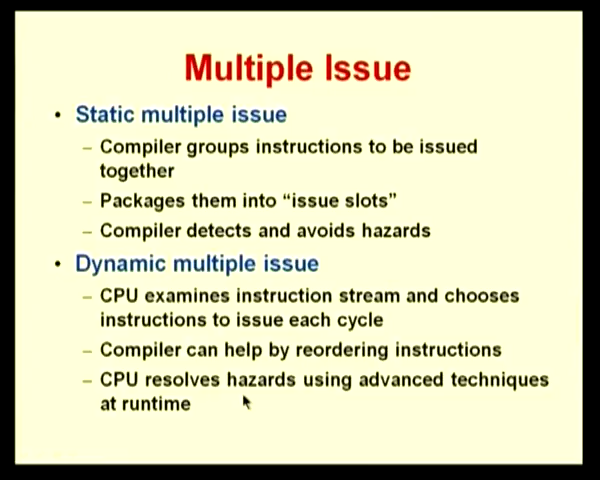 Multiple Issue
• Static multiple issue
– Compiler groups instructions to be issued
together
– Packages them into “issue slots”
– Compiler detects and avoids hazards
• Dynamic multiple issue
– CPU examines instruction stream and chooses
instructions to issue each cycle
– Compiler can help by reordering instructions
– CPU resolves hazards using advanced techniques
at runtime